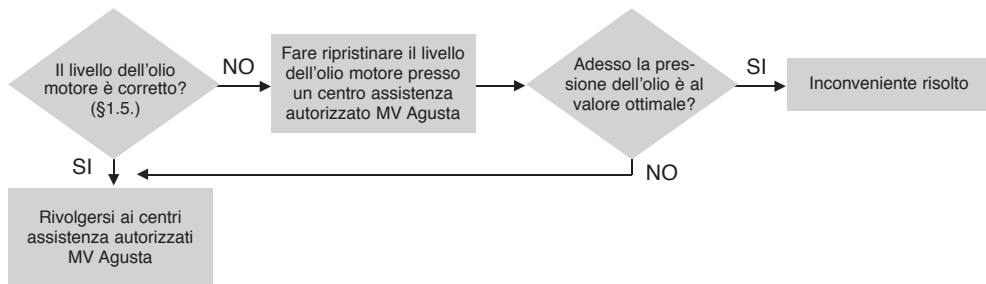 Il livello dell'olio
motore è corretto?
(§1.5.)
NO
Fare ripristinare il livello
dell'olio motore presso
un centro assistenza
autorizzato MV Agusta
Adesso la pres-
sione dell'olio è al
valore ottimale?
SI
Inconveniente risolto
SI
NO
Rivolgersi ai centri
assistenza autorizzati
MV Agusta